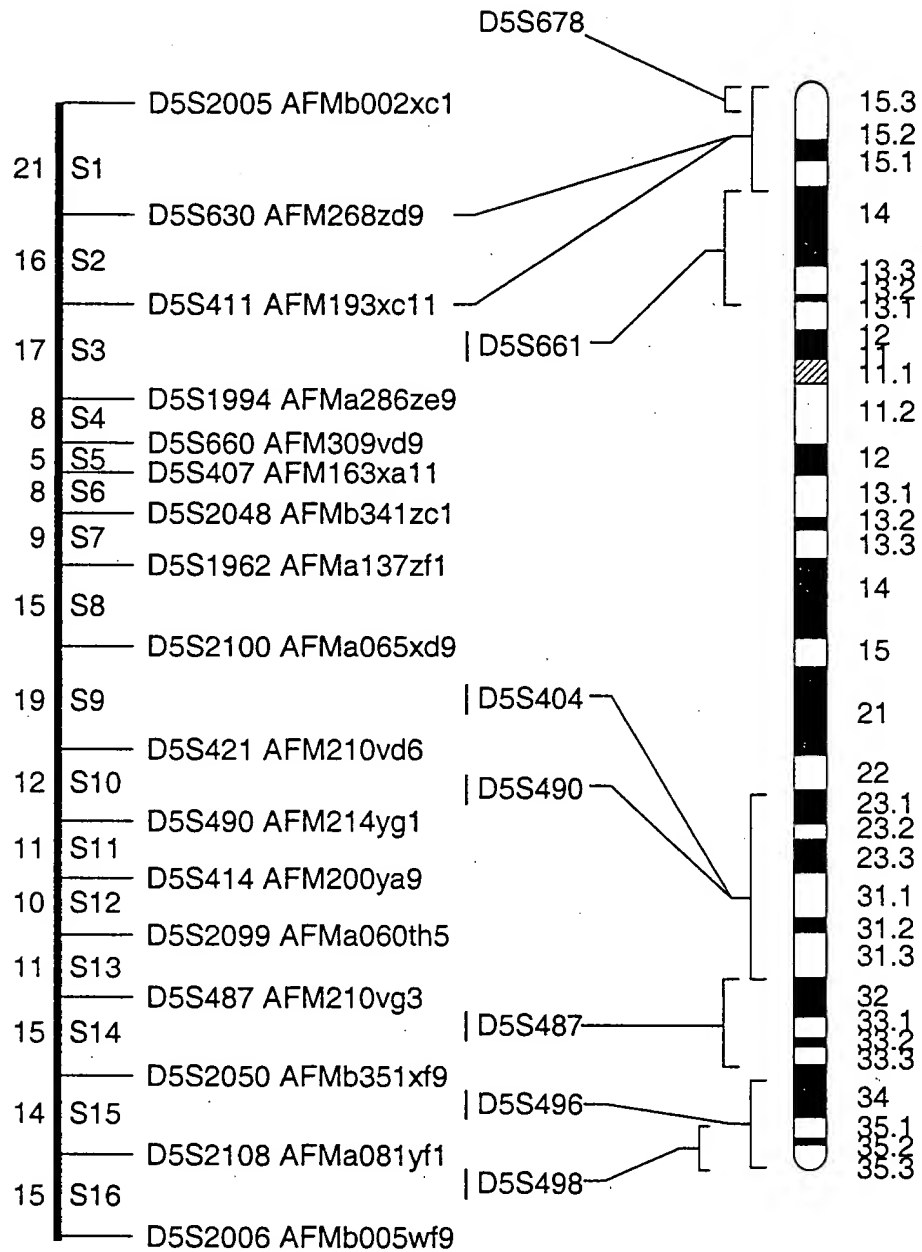 D5S678
D5S2005 AFMb002xc1
21 S1
D5S630 AFM268zd9
16 S2
D5S411 AFM193xc11
17 S3
D5S661
D5S1994 AFMa286ze9
8 S4
D5S660 AFM309vd9
5 S5
D5S407 AFM163xa11
8 S6
D5S2048 AFMb341zc1
9 S7
D5S1962 AFMa137zf1
15 S8
D5S2100 AFMa065xd9
19 S9
D5S404
D5S421 AFM210vd6
12 S10
D5S490
D5S490 AFM214yg1
11 S11
D5S414 AFM200ya9
10 S12
D5S2099 AFMa060th5
11 S13
D5S487 AFM210vg3
15 S14
D5S487
D5S2050 AFMb351xf9
14 S15
D5S496
D5S2108 AFMa081yf1
15 S16
D5S498
D5S2006 AFMb005wf9
15.3
15.2
15.1
14
13.3
13.2
13.1
12
11
11.1
11.2
12
13.1
13.2
13.3
14
15
21
22
23.1
23.2
23.3
31.1
31.2
31.3
32
33.1
33.2
33.3
34
35.1
35.2
35.3